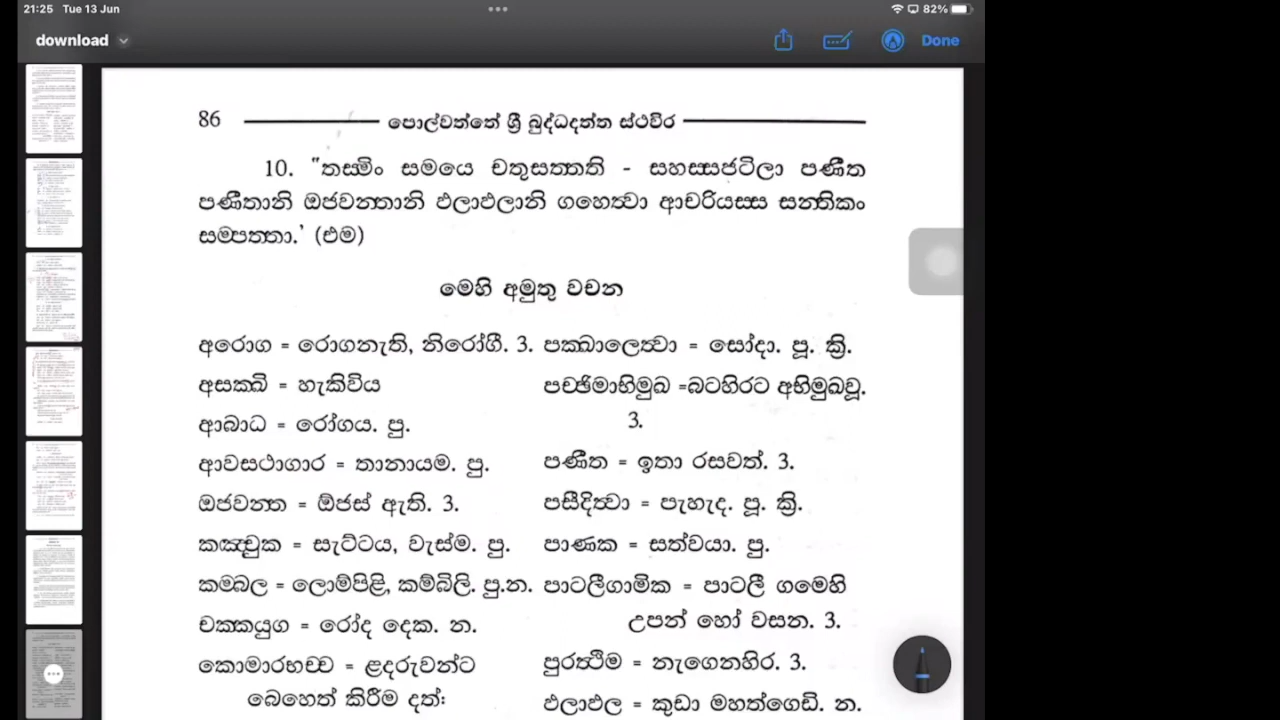 21:25 Tue 13 Jun
82%
download
Done
86 පොල්වත්තේ ශ්‍රී බුද්ධදත්ත ස්ථවිර
10. “තස්මිං සමයෙ චතුසත්තති - සහස්සජටිලා පණීත
පණීතානි ඔජවන්තානි ඵලාඵලානි ගහෙත්වා ආචරියස්ස සන්තිකං
සම්පත්තා.’ (එම)
මෙහි අමුතු වචන
අරොග = රොගනැති, නිරෝගී. 3.
අසක්ඛි = හැකිවිය
ආබාධ = රෝගය. පු.
= තානායම. පු.
ඔජවන්ත = ඕජස් ඇති. 3.
කඤ්චුක = හැට්ටය වැස්ම. පු.
කම්බල = පොම්පිළි, කම්බිලි. පු.න.
චක්කයුග = රෝද දෙක. න.
= ළදරුවන්ට
බෙහෙත් කිරීම දත්:
පක්ඛාලෙත්වා = සෝදා. පූ. ක්‍රි.
පච්ඡිමාභිමුඛ =බටහිරට අභිමුඛවූ.
3.
පණීත = ඉතා රසවත්. 3.
පසීදිත්වා = පැහැද. පූ. ක්‍රි.
පාණක = සත්වයා. පු.
පාටලිගාමික = පාටලී ගමෙහි
උපන් හෝ වසන. 3.
පුරත්ථිම = නැගෙනහිර. 3.
ඵලාඵල = කුඩා මහත්ගෙඩි. න.